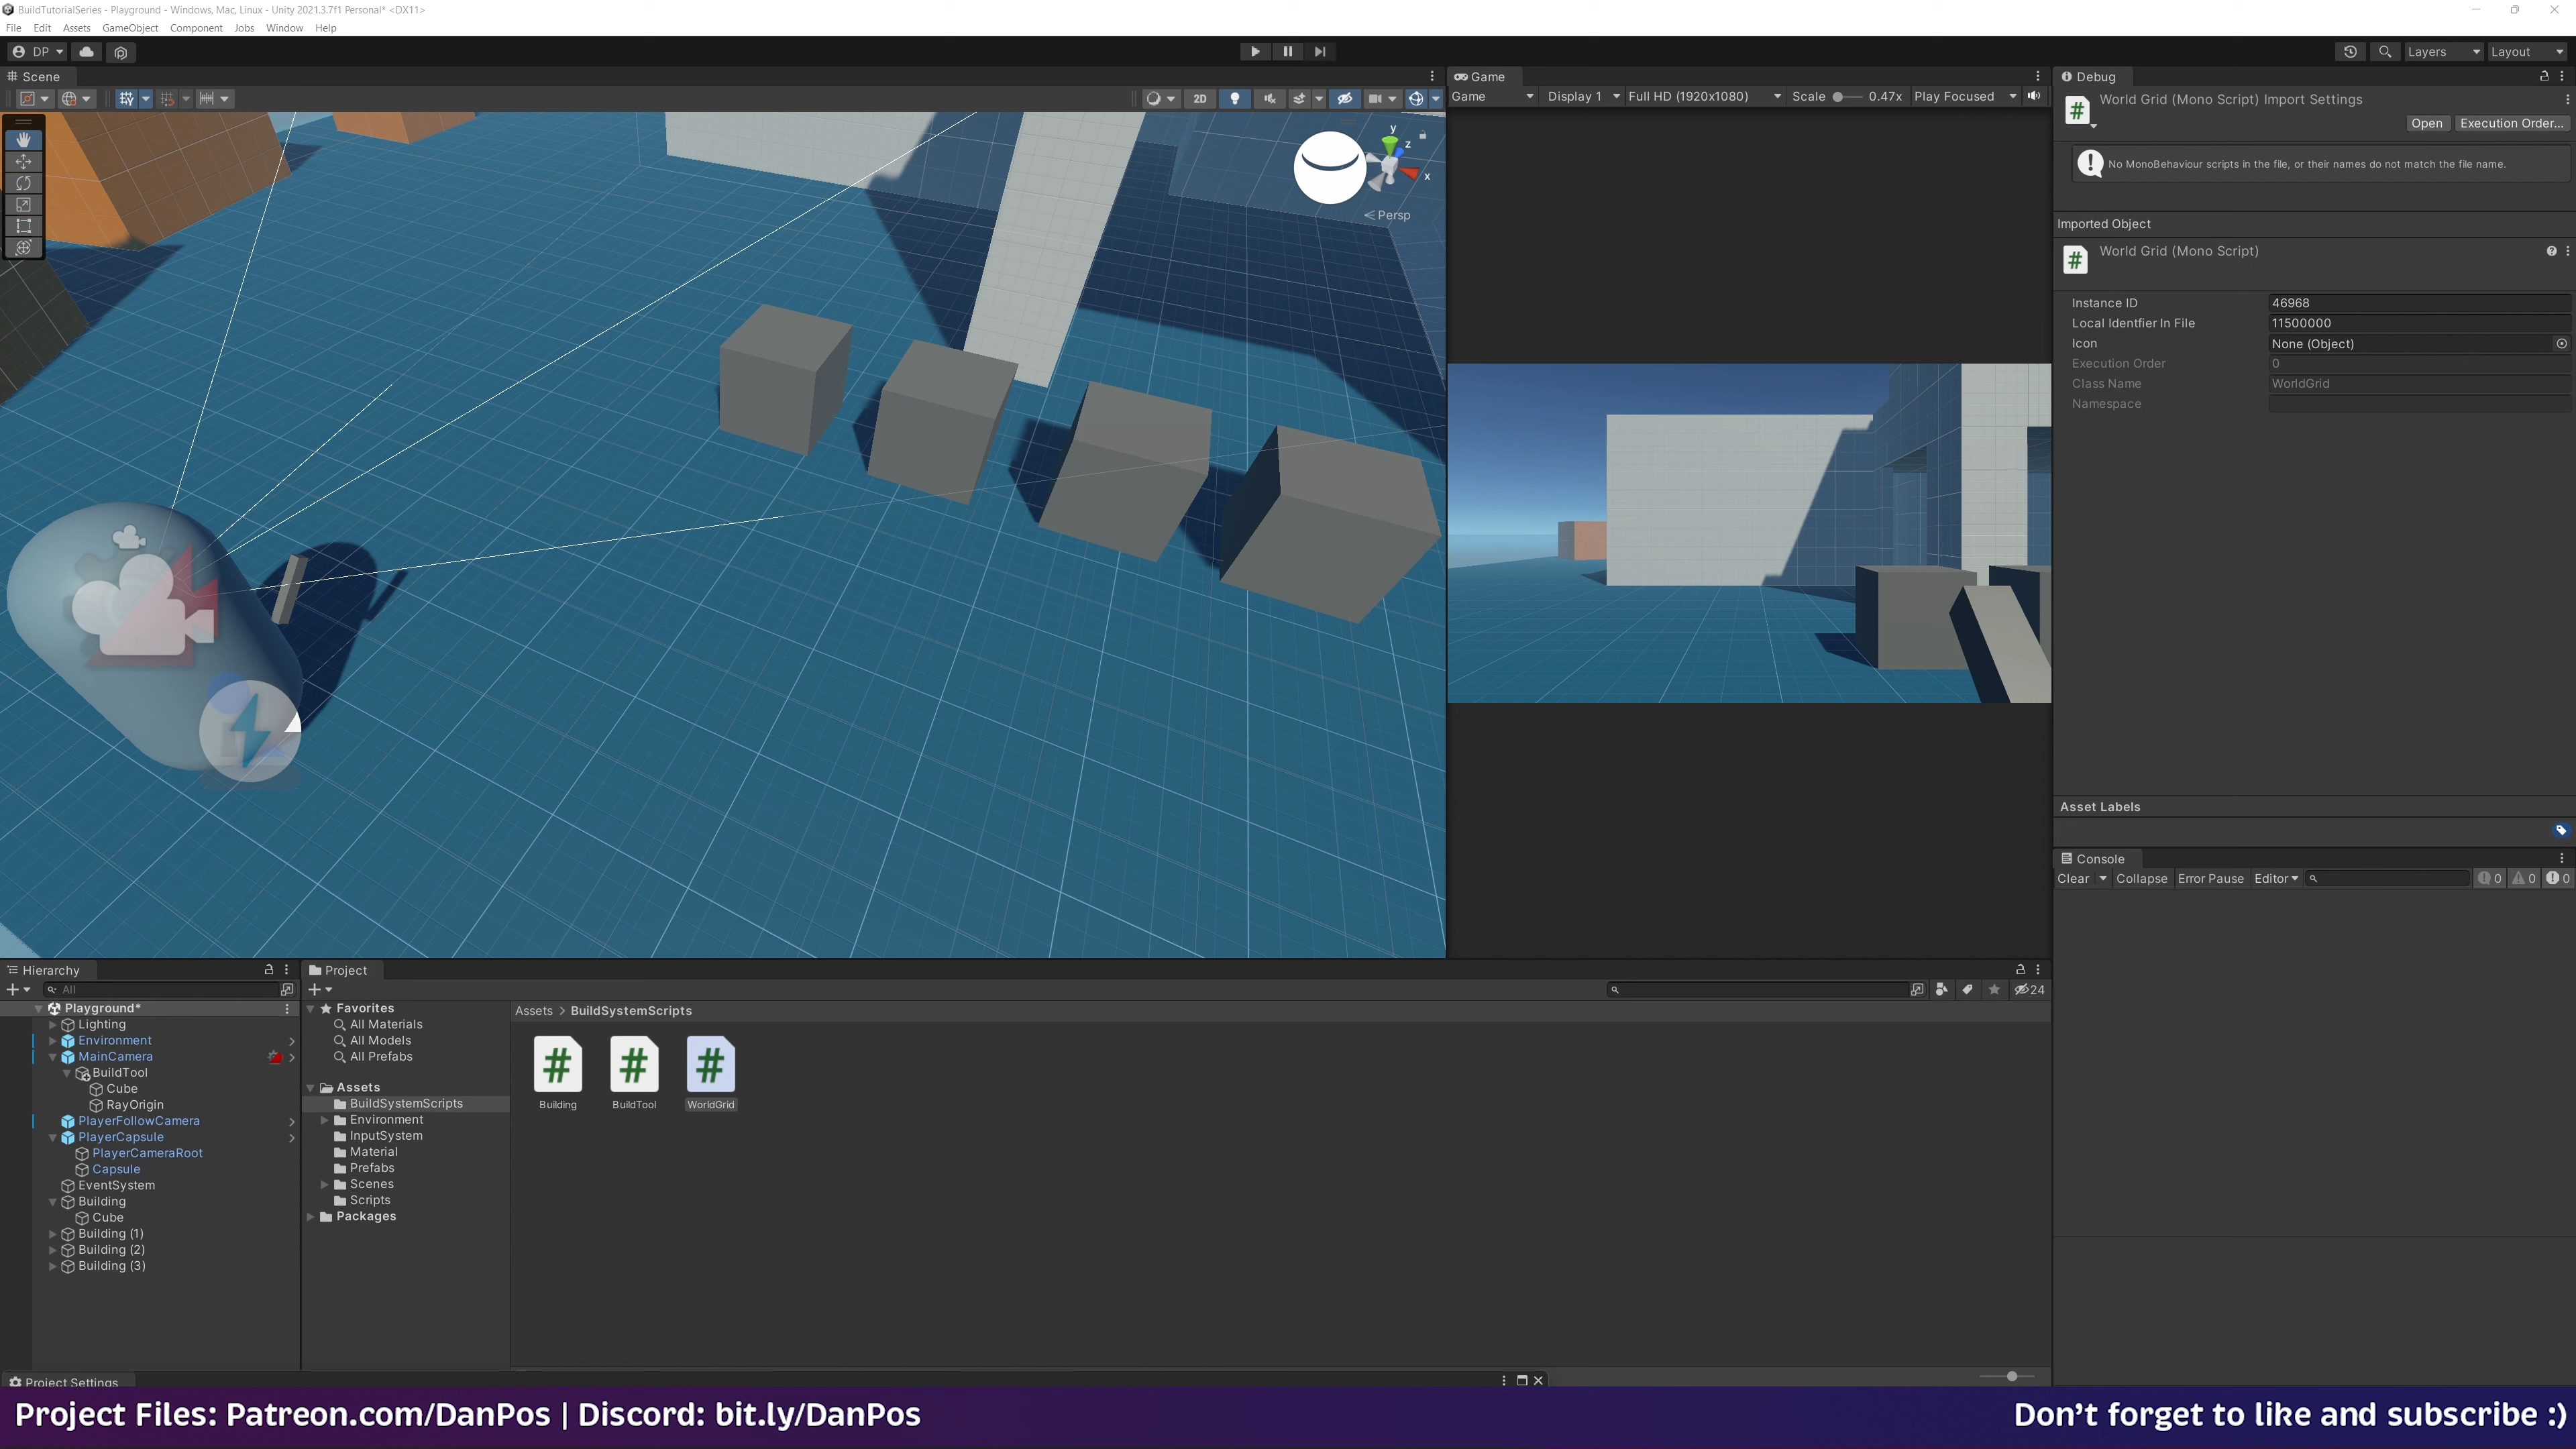 BuildTutorialSeries - Playground - Windows, Mac, Linux - Unity 2021.3.7f1 Personal* <DX11>
File Edit Assets GameObject Component Jobs Window Help
DP
Layers Layout
Scene
2D
y
z
x
Persp
Game
Game Display 1 Full HD (1920x1080) Scale 0.47x Play Focused
Debug
World Grid (Mono Script) Import Settings
Open Execution Order...
No MonoBehaviour scripts in the file, or their names do not match the file name.
Imported Object
World Grid (Mono Script)
Instance ID 46968
Local Identfier In File 11500000
Icon None (Object)
Execution Order 0
Class Name WorldGrid
Namespace
Asset Labels
Console
Clear Collapse Error Pause Editor 0 0 0
Hierarchy
All
Playground*
Lighting
Environment
MainCamera
BuildTool
Cube
RayOrigin
PlayerFollowCamera
PlayerCapsule
PlayerCameraRoot
Capsule
EventSystem
Building
Cube
Building (1)
Building (2)
Building (3)
Project
24
Favorites
All Materials
All Models
All Prefabs
Assets
BuildSystemScripts
Environment
InputSystem
Material
Prefabs
Scenes
Scripts
Packages
Assets > BuildSystemScripts
Building BuildTool WorldGrid
Project Settings
Project Files: Patreon.com/DanPos | Discord: bit.ly/DanPos
Don't forget to like and subscribe :)